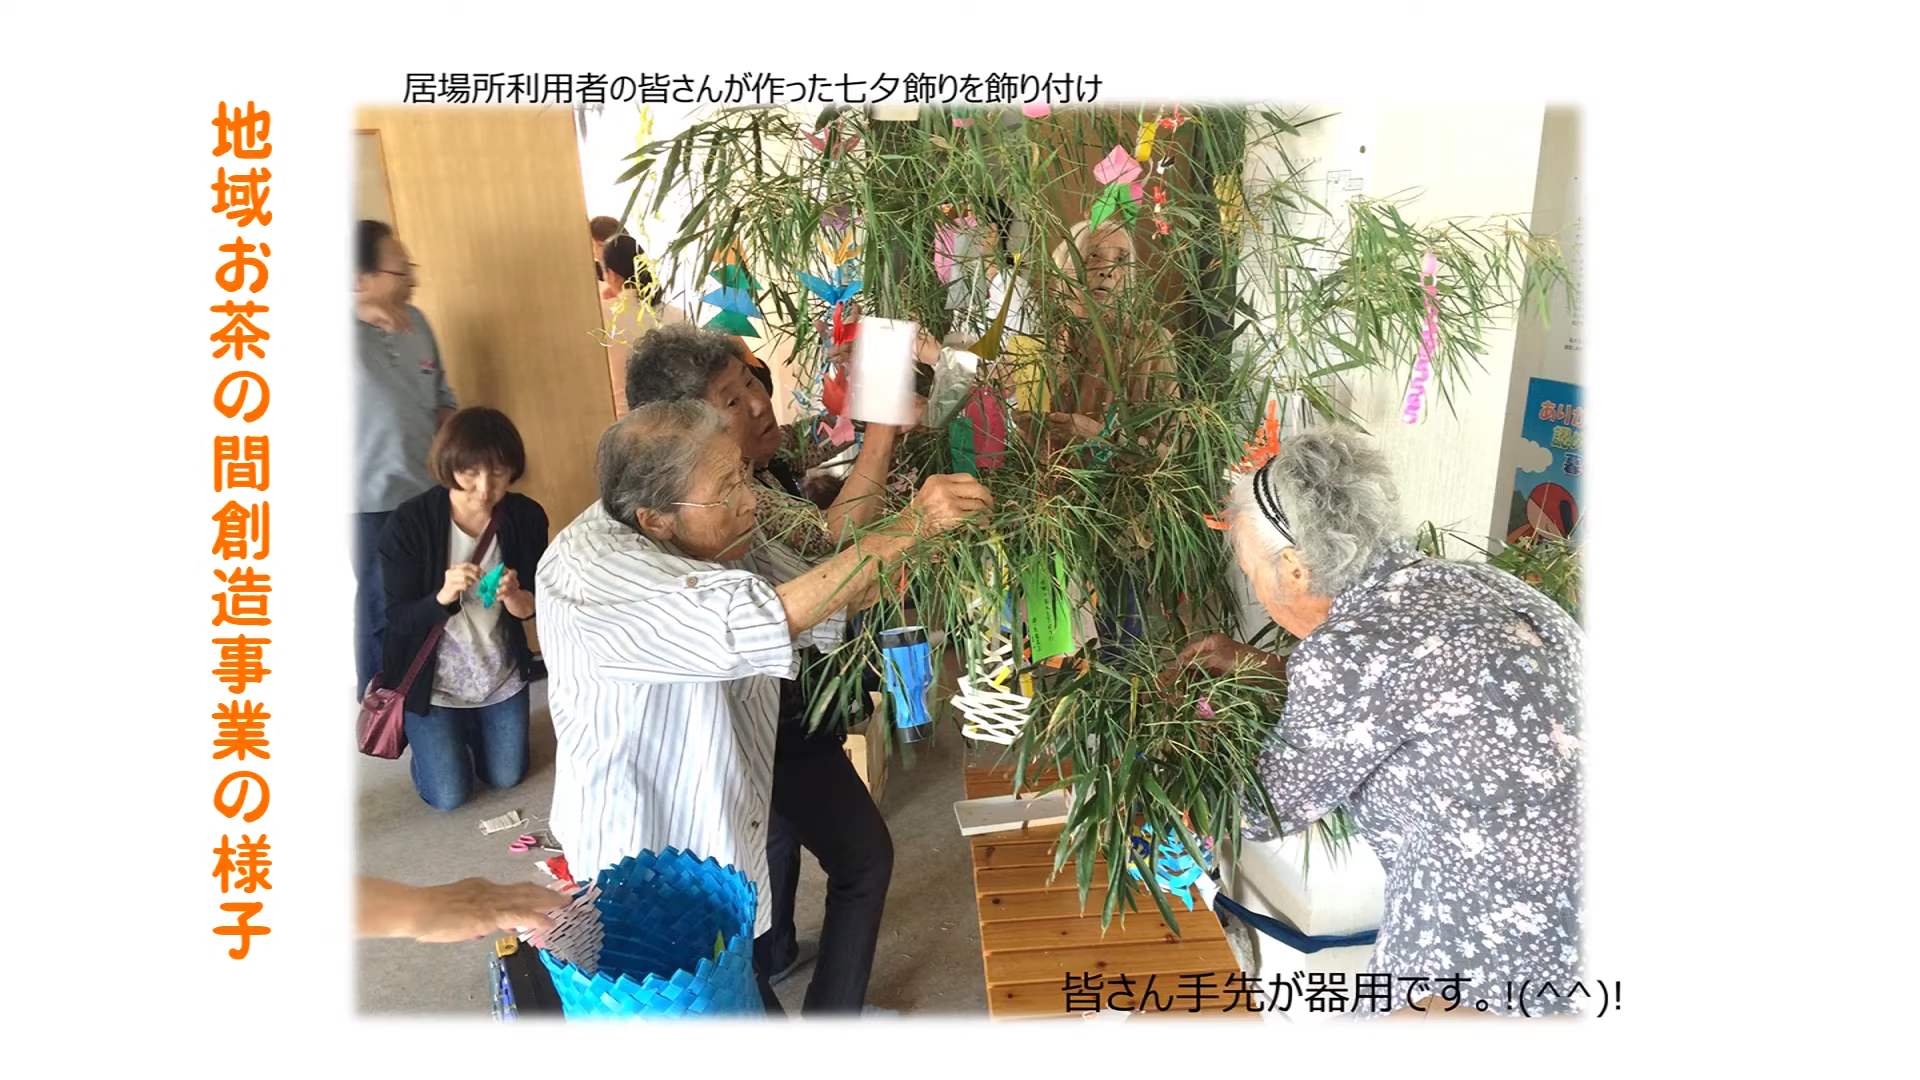 居場所利用者の皆さんが作った七夕飾りを飾り付け
地域お茶の間創造事業の様子
皆さん手先が器用です。!(^^)!